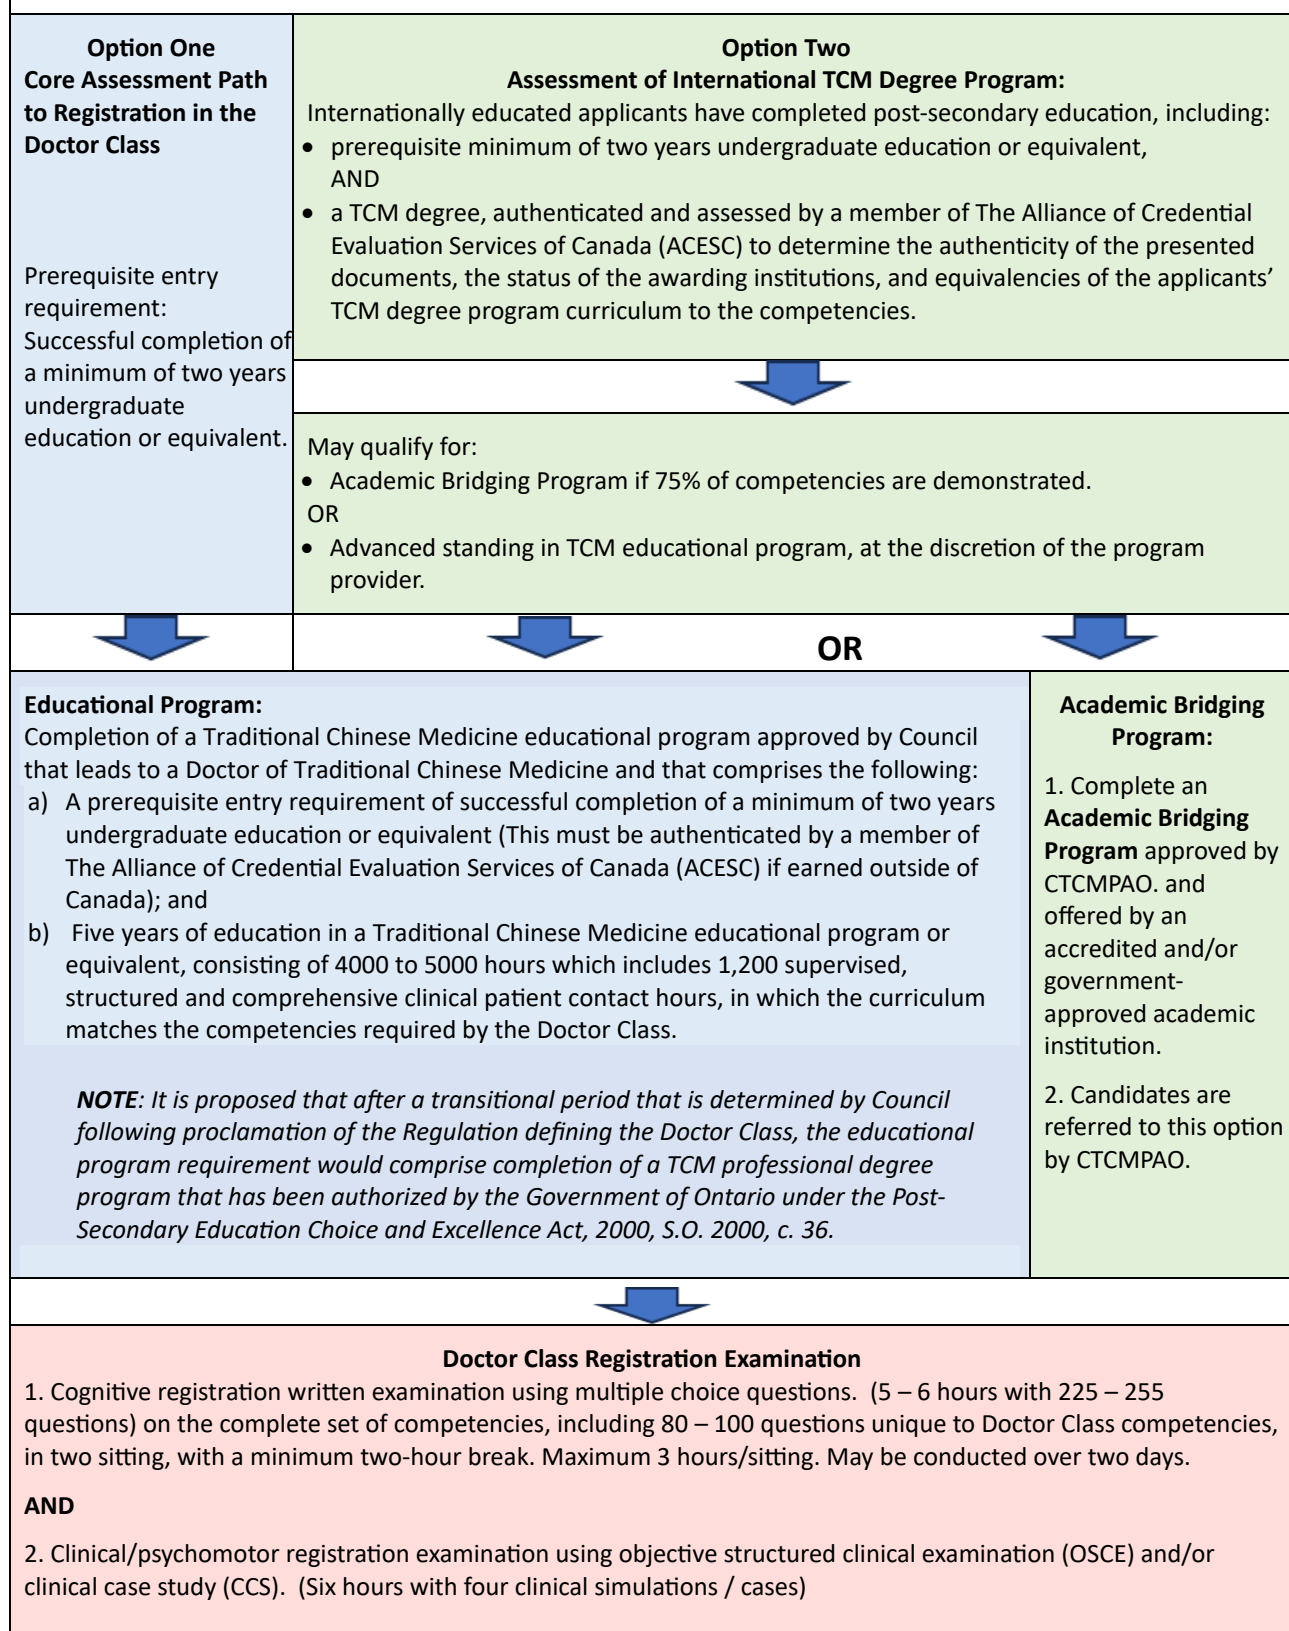 Option One
Core Assessment Path
to Registration in the
Doctor Class
Prerequisite entry
requirement:
Successful completion of
a minimum of two years
undergraduate
education or equivalent.
Option Two
Assessment of International TCM Degree Program:
Internationally educated applicants have completed post-secondary education, including:
• prerequisite minimum of two years undergraduate education or equivalent,
AND
• a TCM degree, authenticated and assessed by a member of The Alliance of Credential
Evaluation Services of Canada (ACESC) to determine the authenticity of the presented
documents, the status of the awarding institutions, and equivalencies of the applicants’
TCM degree program curriculum to the competencies.
May qualify for:
• Academic Bridging Program if 75% of competencies are demonstrated.
OR
• Advanced standing in TCM educational program, at the discretion of the program
provider.
OR
Educational Program:
Completion of a Traditional Chinese Medicine educational program approved by Council
that leads to a Doctor of Traditional Chinese Medicine and that comprises the following:
a) A prerequisite entry requirement of successful completion of a minimum of two years
undergraduate education or equivalent (This must be authenticated by a member of
The Alliance of Credential Evaluation Services of Canada (ACESC) if earned outside of
Canada); and
b) Five years of education in a Traditional Chinese Medicine educational program or
equivalent, consisting of 4000 to 5000 hours which includes 1,200 supervised,
structured and comprehensive clinical patient contact hours, in which the curriculum
matches the competencies required by the Doctor Class.
NOTE: It is proposed that after a transitional period that is determined by Council
following proclamation of the Regulation defining the Doctor Class, the educational
program requirement would comprise completion of a TCM professional degree
program that has been authorized by the Government of Ontario under the Post-
Secondary Education Choice and Excellence Act, 2000, S.O. 2000, c. 36.
Academic Bridging
Program:
1. Complete an
Academic Bridging
Program approved by
CTCMPAO. and
offered by an
accredited and/or
government-
approved academic
institution.
2. Candidates are
referred to this option
by CTCMPAO.
Doctor Class Registration Examination
1. Cognitive registration written examination using multiple choice questions. (5 – 6 hours with 225 – 255
questions) on the complete set of competencies, including 80 – 100 questions unique to Doctor Class competencies,
in two sitting, with a minimum two-hour break. Maximum 3 hours/sitting. May be conducted over two days.
AND
2. Clinical/psychomotor registration examination using objective structured clinical examination (OSCE) and/or
clinical case study (CCS). (Six hours with four clinical simulations / cases)